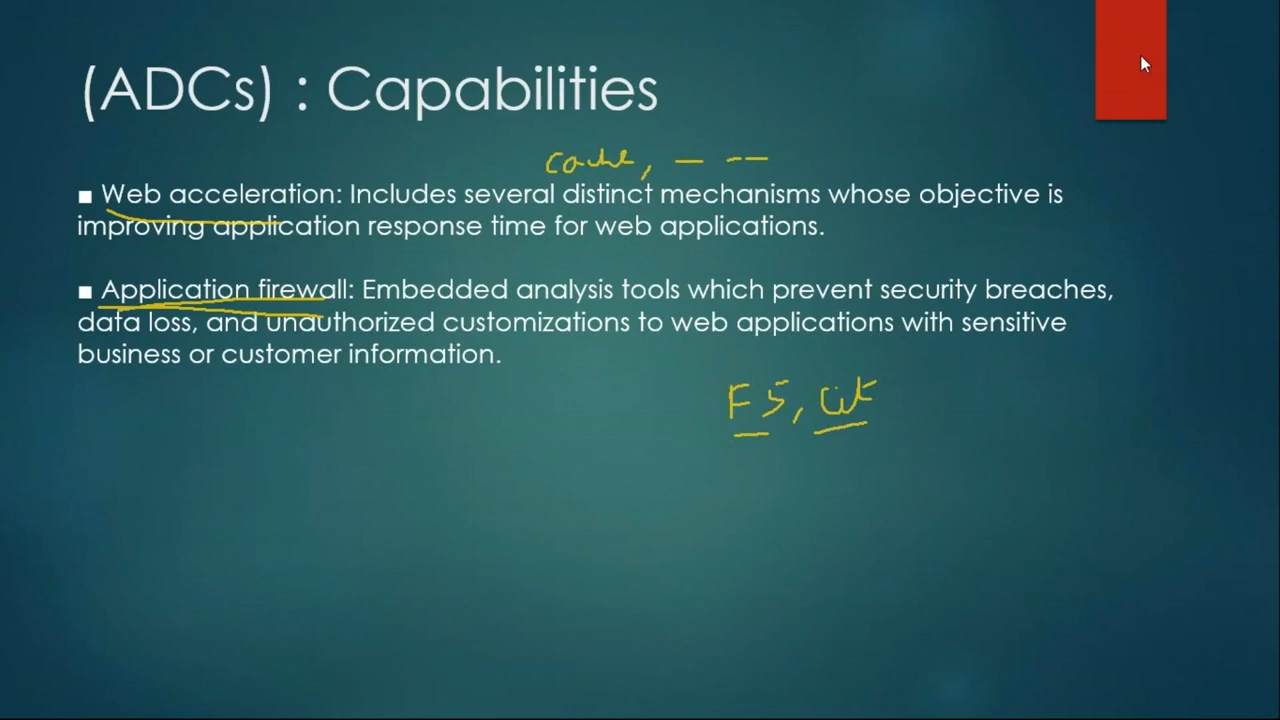 (ADCs) : Capabilities
cache, — --
■ Web acceleration: Includes several distinct mechanisms whose objective is
improving application response time for web applications.
■ Application firewall: Embedded analysis tools which prevent security breaches,
data loss, and unauthorized customizations to web applications with sensitive
business or customer information.
F5,